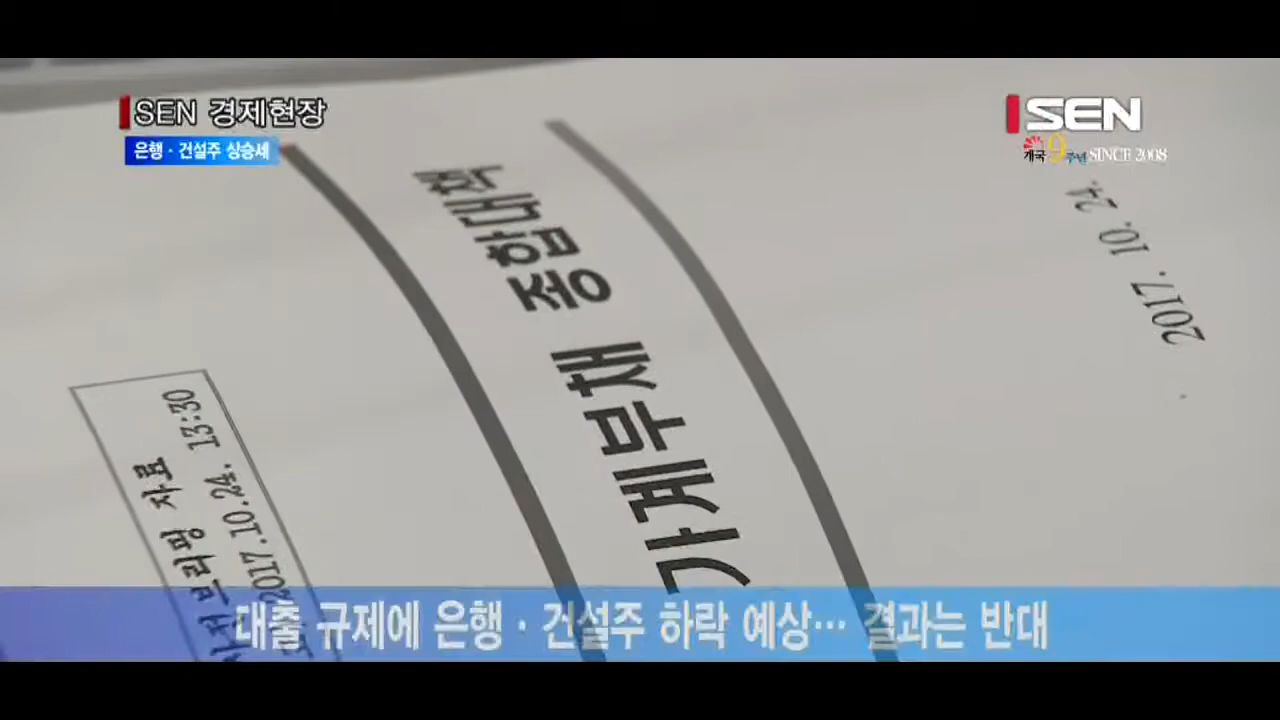 SEN 경제현장
은행·건설주 상승세
SEN
개국 9주년 SINCE 2008
2017. 10. 24.
가계부채 종합대책
사전브리핑 자료
2017.10.24. 13:30
대출 규제에 은행·건설주 하락 예상… 결과는 반대